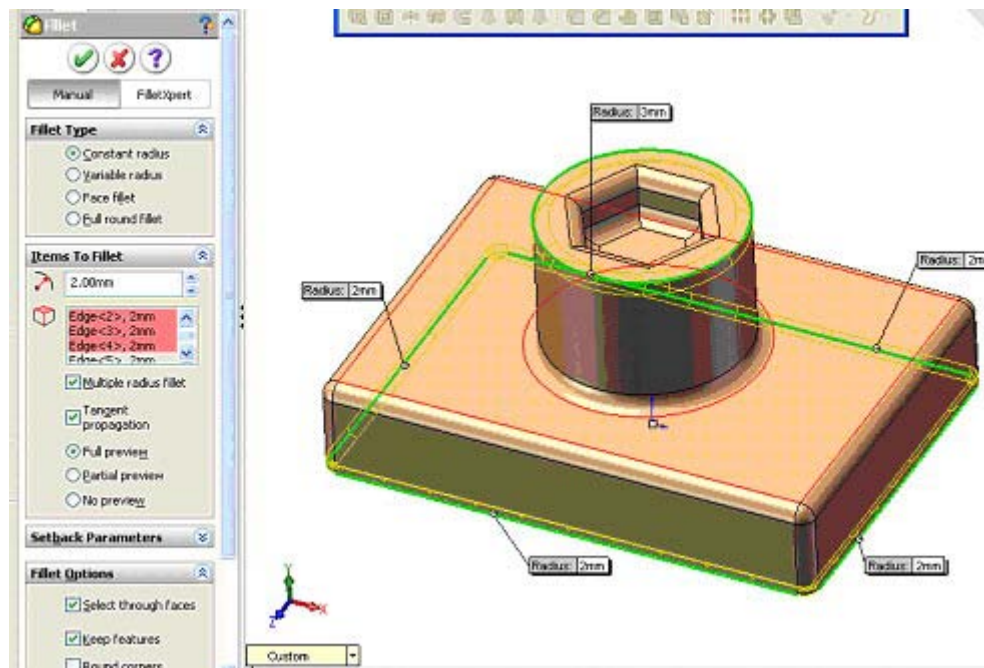 Fillet
Manual FilletXpert
Fillet Type
Constant radius
Variable radius
Face fillet
Full round fillet
Items To Fillet
2.00mm
Edge<2>, 2mm
Edge<3>, 2mm
Edge<4>, 2mm
Edge<5>, 2mm
Multiple radius fillet
Tangent
propagation
Full preview
Partial preview
No preview
Setback Parameters
Fillet Options
Select through faces
Keep features
Round corners
Radius: 3mm
Radius: 2m
Radius: 2mm
Radius: 2mm
Radius: 2mm
Y
X
Z
Custom